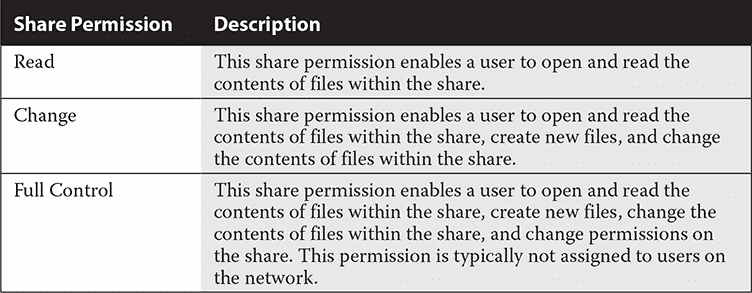 Share Permission Description
Read This share permission enables a user to open and read the
contents of files within the share.
Change This share permission enables a user to open and read the
contents of files within the share, create new files, and change
the contents of files within the share.
Full Control This share permission enables a user to open and read the
contents of files within the share, create new files, change the
contents of files within the share, and change permissions on
the share. This permission is typically not assigned to users on
the network.